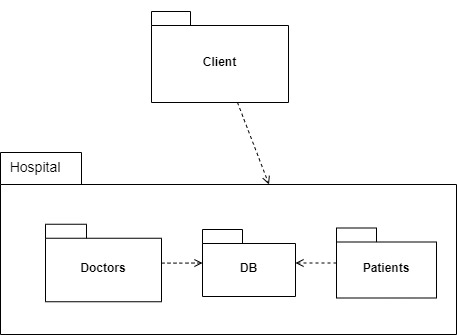 Client
Hospital
Doctors
DB
Patients